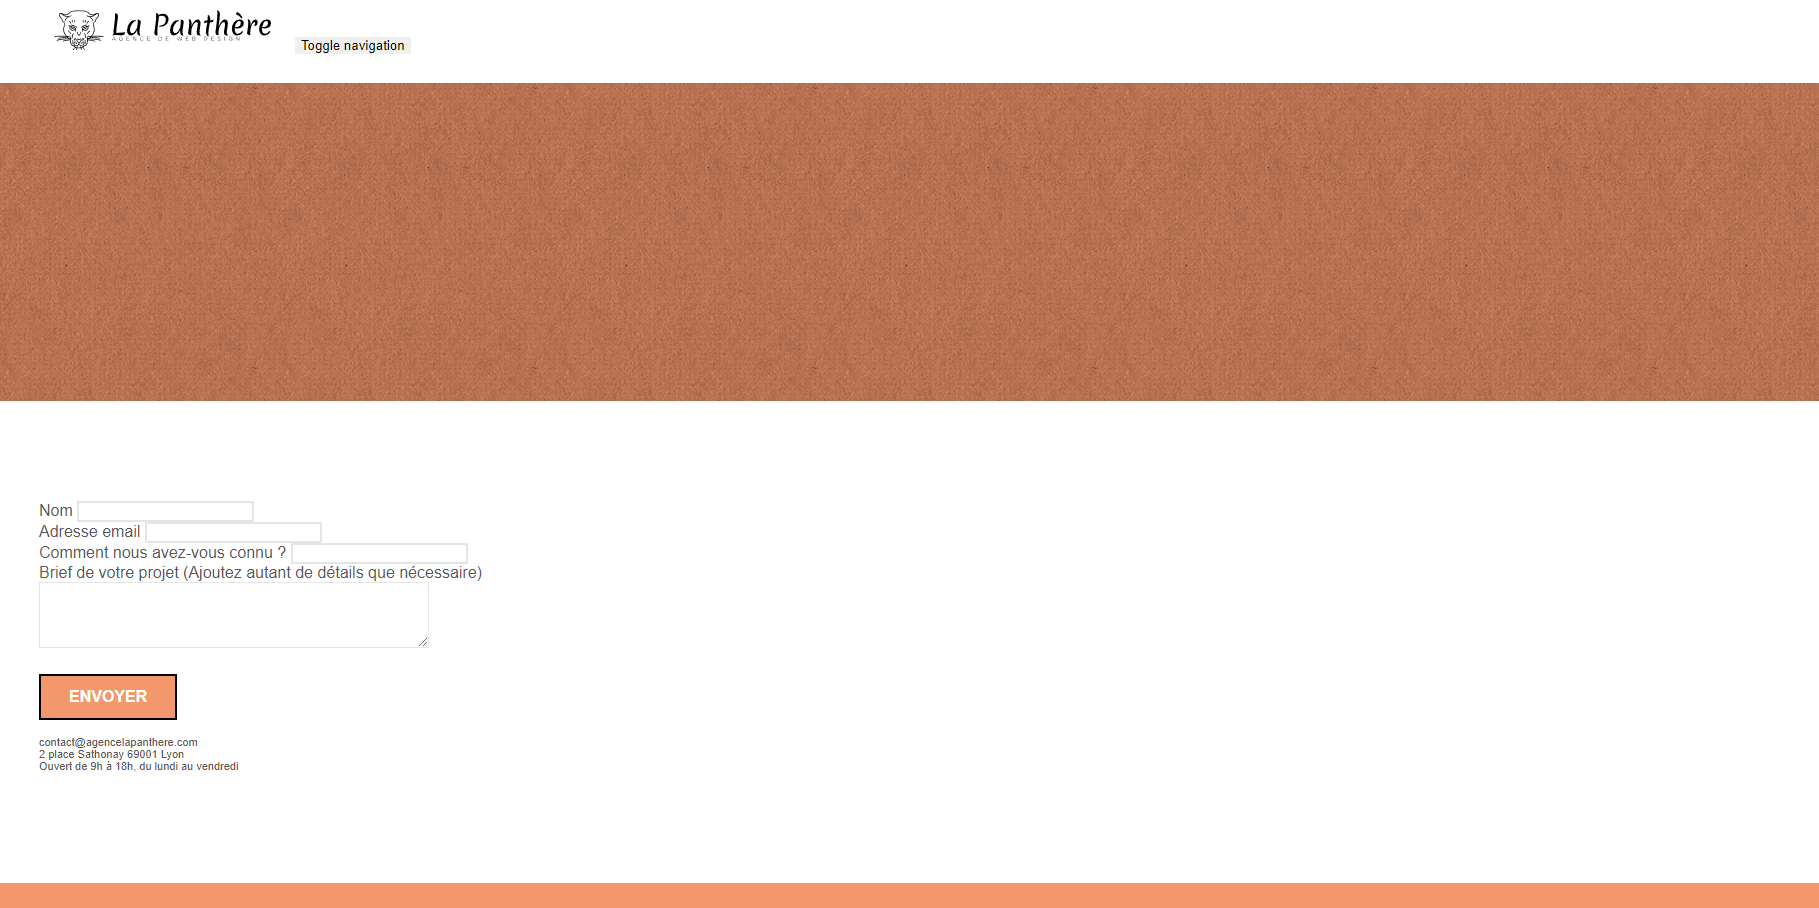 La Panthère
AGENCE DE WEB DESIGN
Toggle navigation
Nom
Adresse email
Comment nous avez-vous connu ?
Brief de votre projet (Ajoutez autant de détails que nécessaire)
ENVOYER
contact@agencelapanthere.com
2 place Sathonay 69001 Lyon
Ouvert de 9h à 18h, du lundi au vendredi